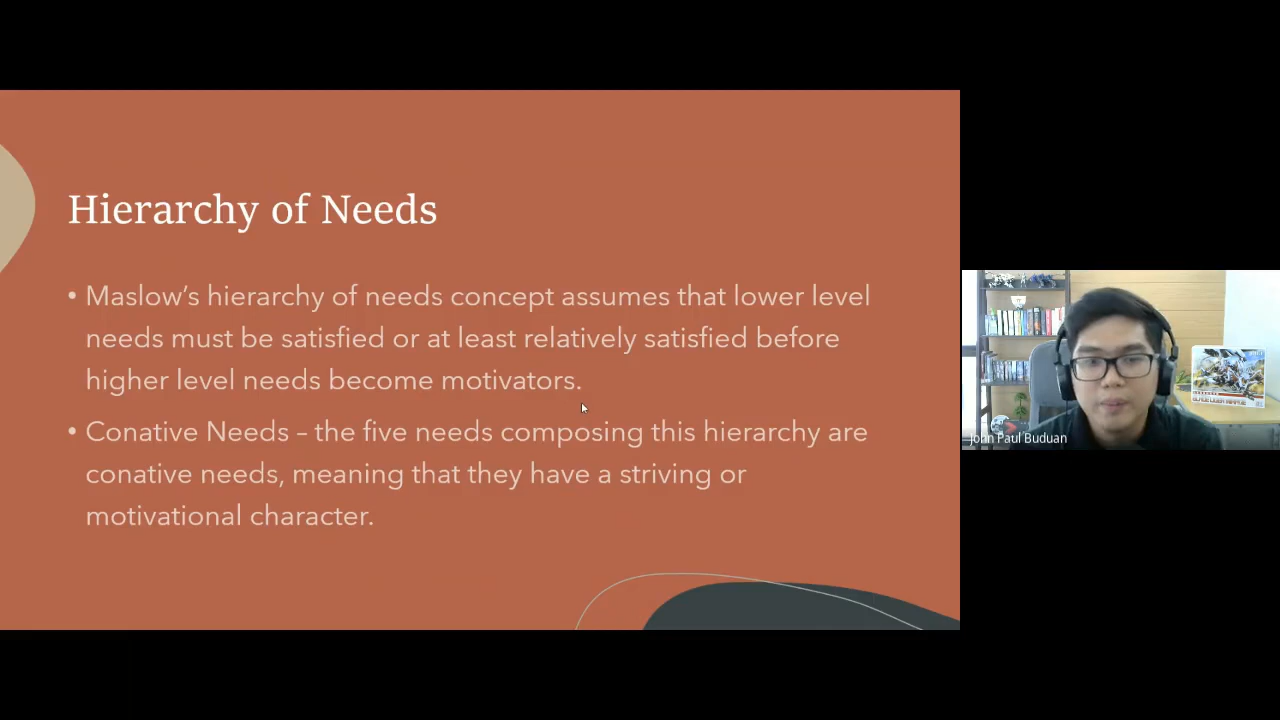 Hierarchy of Needs
• Maslow's hierarchy of needs concept assumes that lower level
needs must be satisfied or at least relatively satisfied before
higher level needs become motivators.
• Conative Needs – the five needs composing this hierarchy are
conative needs, meaning that they have a striving or
motivational character.
John Paul Buduan